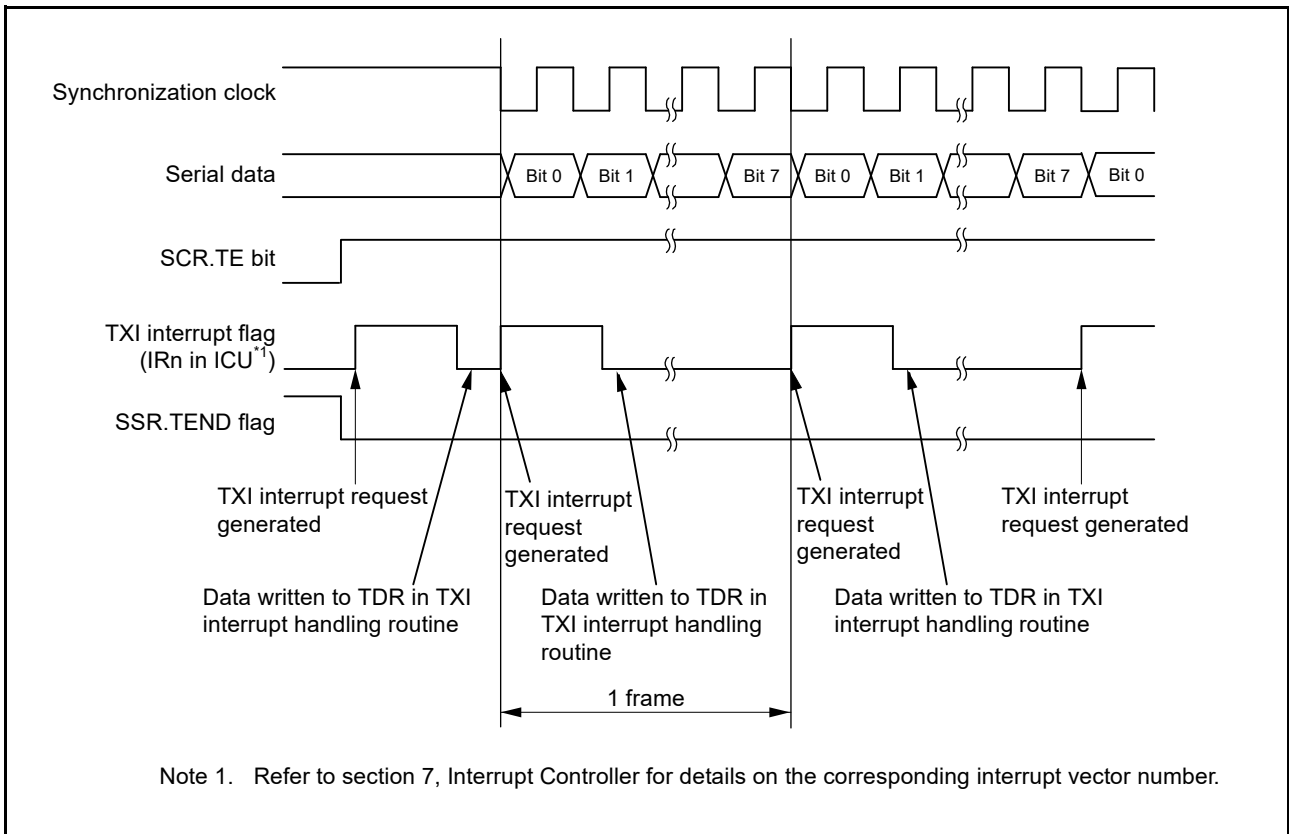 Synchronization clock
Serial data
Bit 0 Bit 1 Bit 7 Bit 0 Bit 1 Bit 7 Bit 0
SCR.TE bit
TXI interrupt flag
(IRn in ICU*1)
SSR.TEND flag
TXI interrupt request
generated
TXI interrupt
request
generated
TXI interrupt
request
generated
TXI interrupt
request generated
Data written to TDR in TXI
interrupt handling routine
Data written to TDR in
TXI interrupt handling
routine
Data written to TDR in TXI
interrupt handling routine
1 frame
Note 1. Refer to section 7, Interrupt Controller for details on the corresponding interrupt vector number.